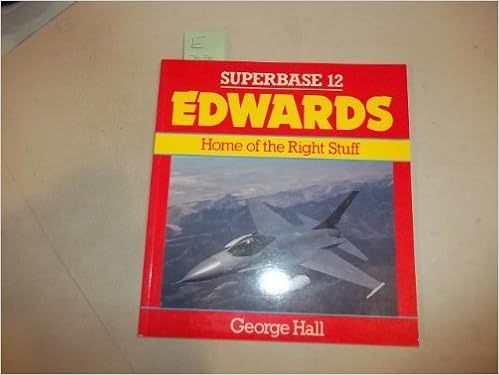 E
SUPERBASE 12
EDWARDS
Home of the Right Stuff
George Hall